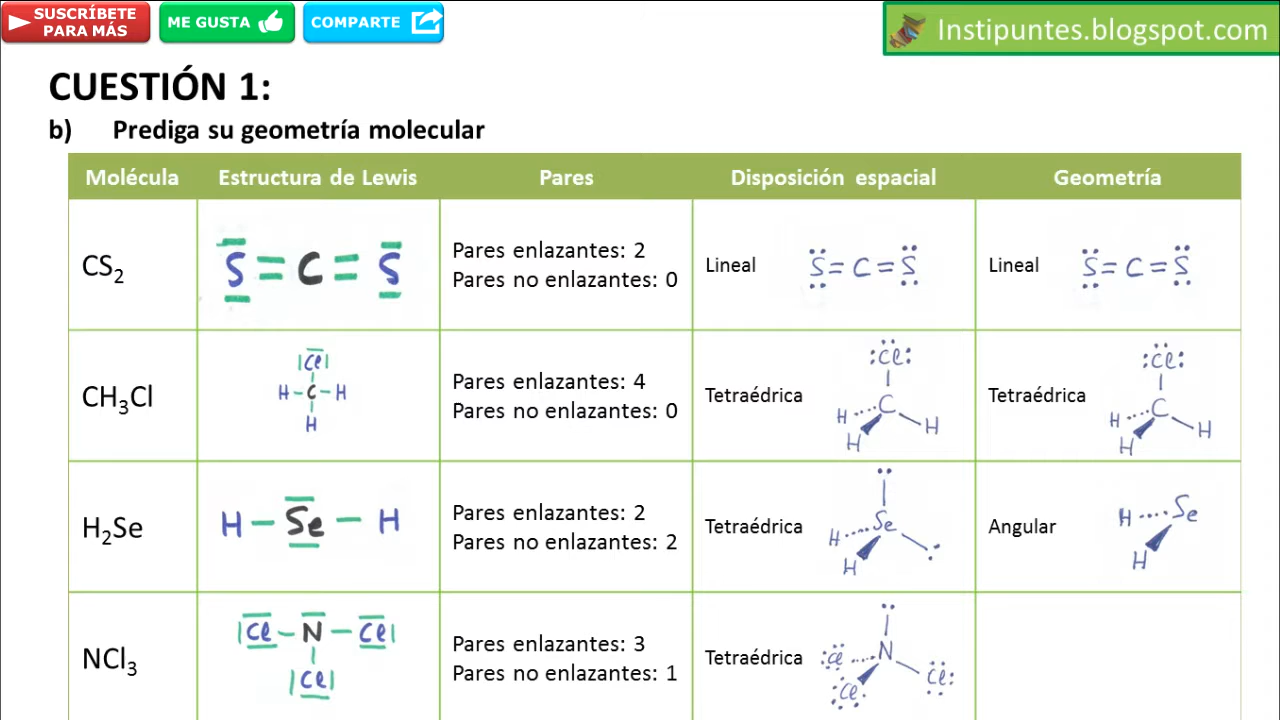 SUSCRÍBETE
PARA MÁS
ME GUSTA
COMPARTE
Instipuntes.blogspot.com
CUESTIÓN 1:
b) Prediga su geometría molecular
Molécula Estructura de Lewis Pares Disposición espacial Geometría
CS₂
S = C = S
Pares enlazantes: 2
Pares no enlazantes: 0
Lineal
S = C = S
Lineal
S = C = S
CH₃Cl
Cl
H - C - H
H
Pares enlazantes: 4
Pares no enlazantes: 0
Tetraédrica
Cl
C
H
H
H
Tetraédrica
Cl
C
H
H
H
H₂Se
H - Se - H
Pares enlazantes: 2
Pares no enlazantes: 2
Tetraédrica
Se
H
H
Angular
H Se
H
NCl₃
Cl - N - Cl
Cl
Pares enlazantes: 3
Pares no enlazantes: 1
Tetraédrica
N
Cl
Cl
Cl